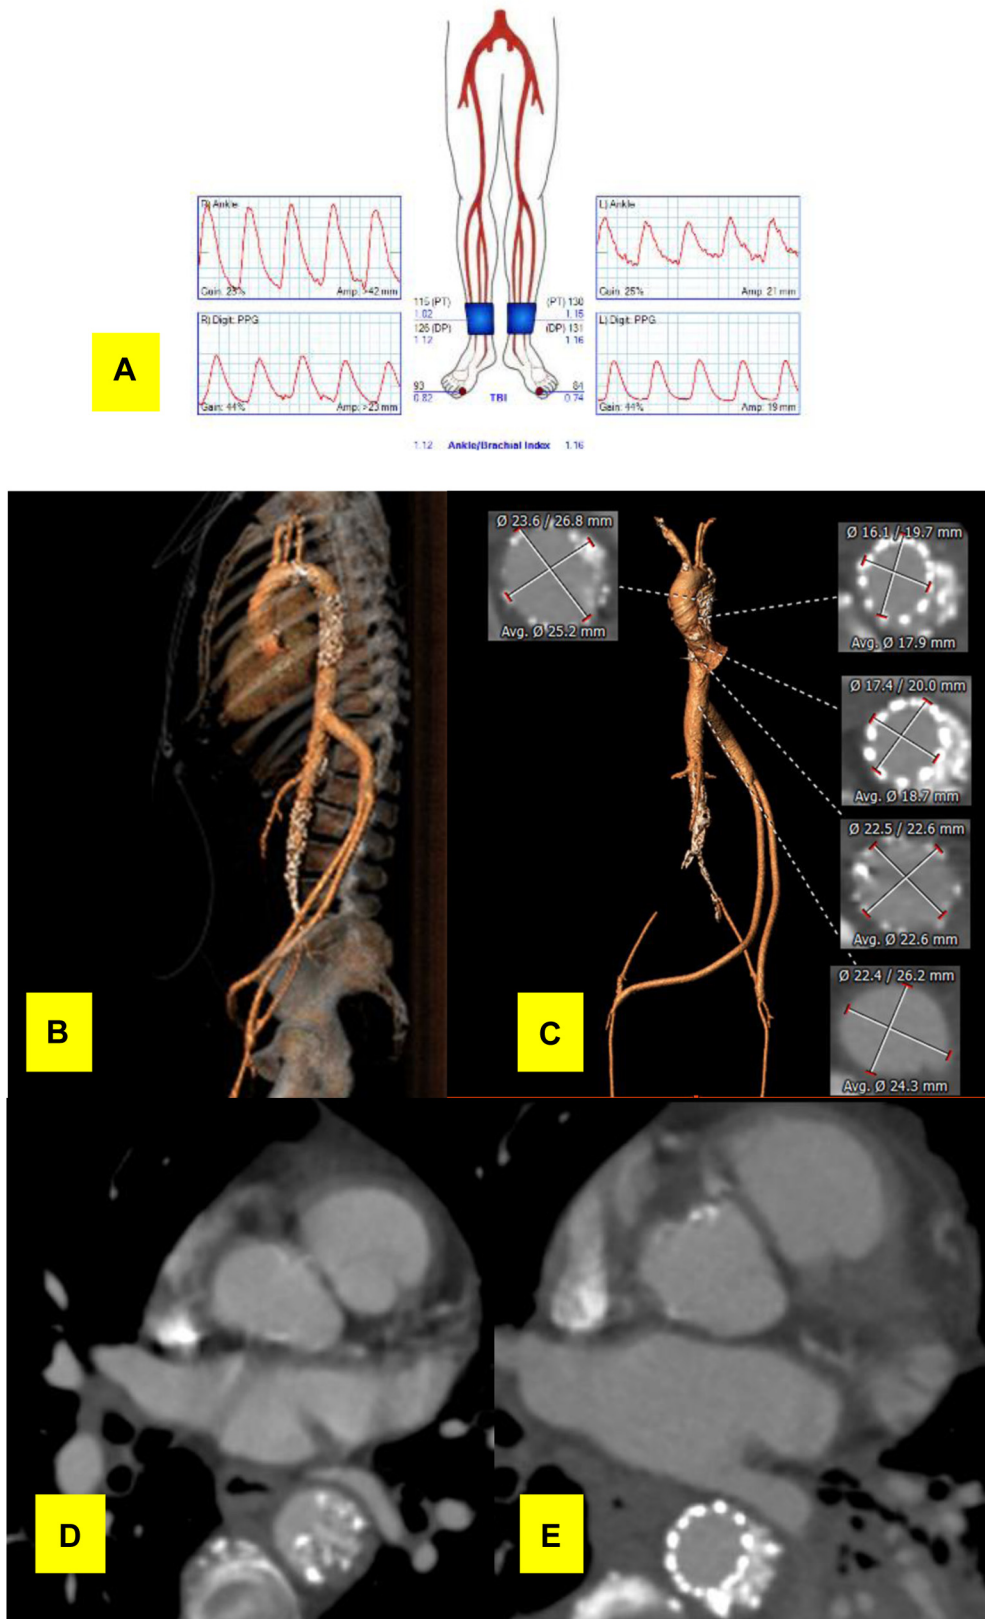 R) Ankle
Gain: 23%
Amp: >42 mm
L) Ankle
Gain: 25%
Amp: 21 mm
115 (PT)
1.02
126 (DP)
1.12
(PT) 130
1.15
(DP) 131
1.16
R) Digit: PPG
Gain: 44%
Amp: >23 mm
L) Digit: PPG
Gain: 44%
Amp: 19 mm
93
0.82
TBI
84
0.74
1.12 Ankle/Brachial Index 1.16
A
Ø 23.6 / 26.8 mm
Avg. Ø 25.2 mm
Ø 16.1 / 19.7 mm
Avg. Ø 17.9 mm
Ø 17.4 / 20.0 mm
Avg. Ø 18.7 mm
Ø 22.5 / 22.6 mm
Avg. Ø 22.6 mm
Ø 22.4 / 26.2 mm
Avg. Ø 24.3 mm
B
C
D
E